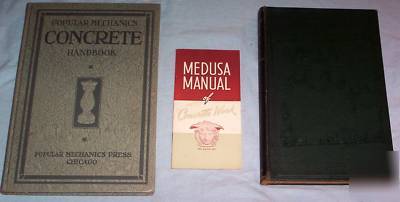 POPULAR MECHANICS
CONCRETE
HANDBOOK
POPULAR MECHANICS PRESS
CHICAGO
MEDUSA
MANUAL
of
Concrete Work